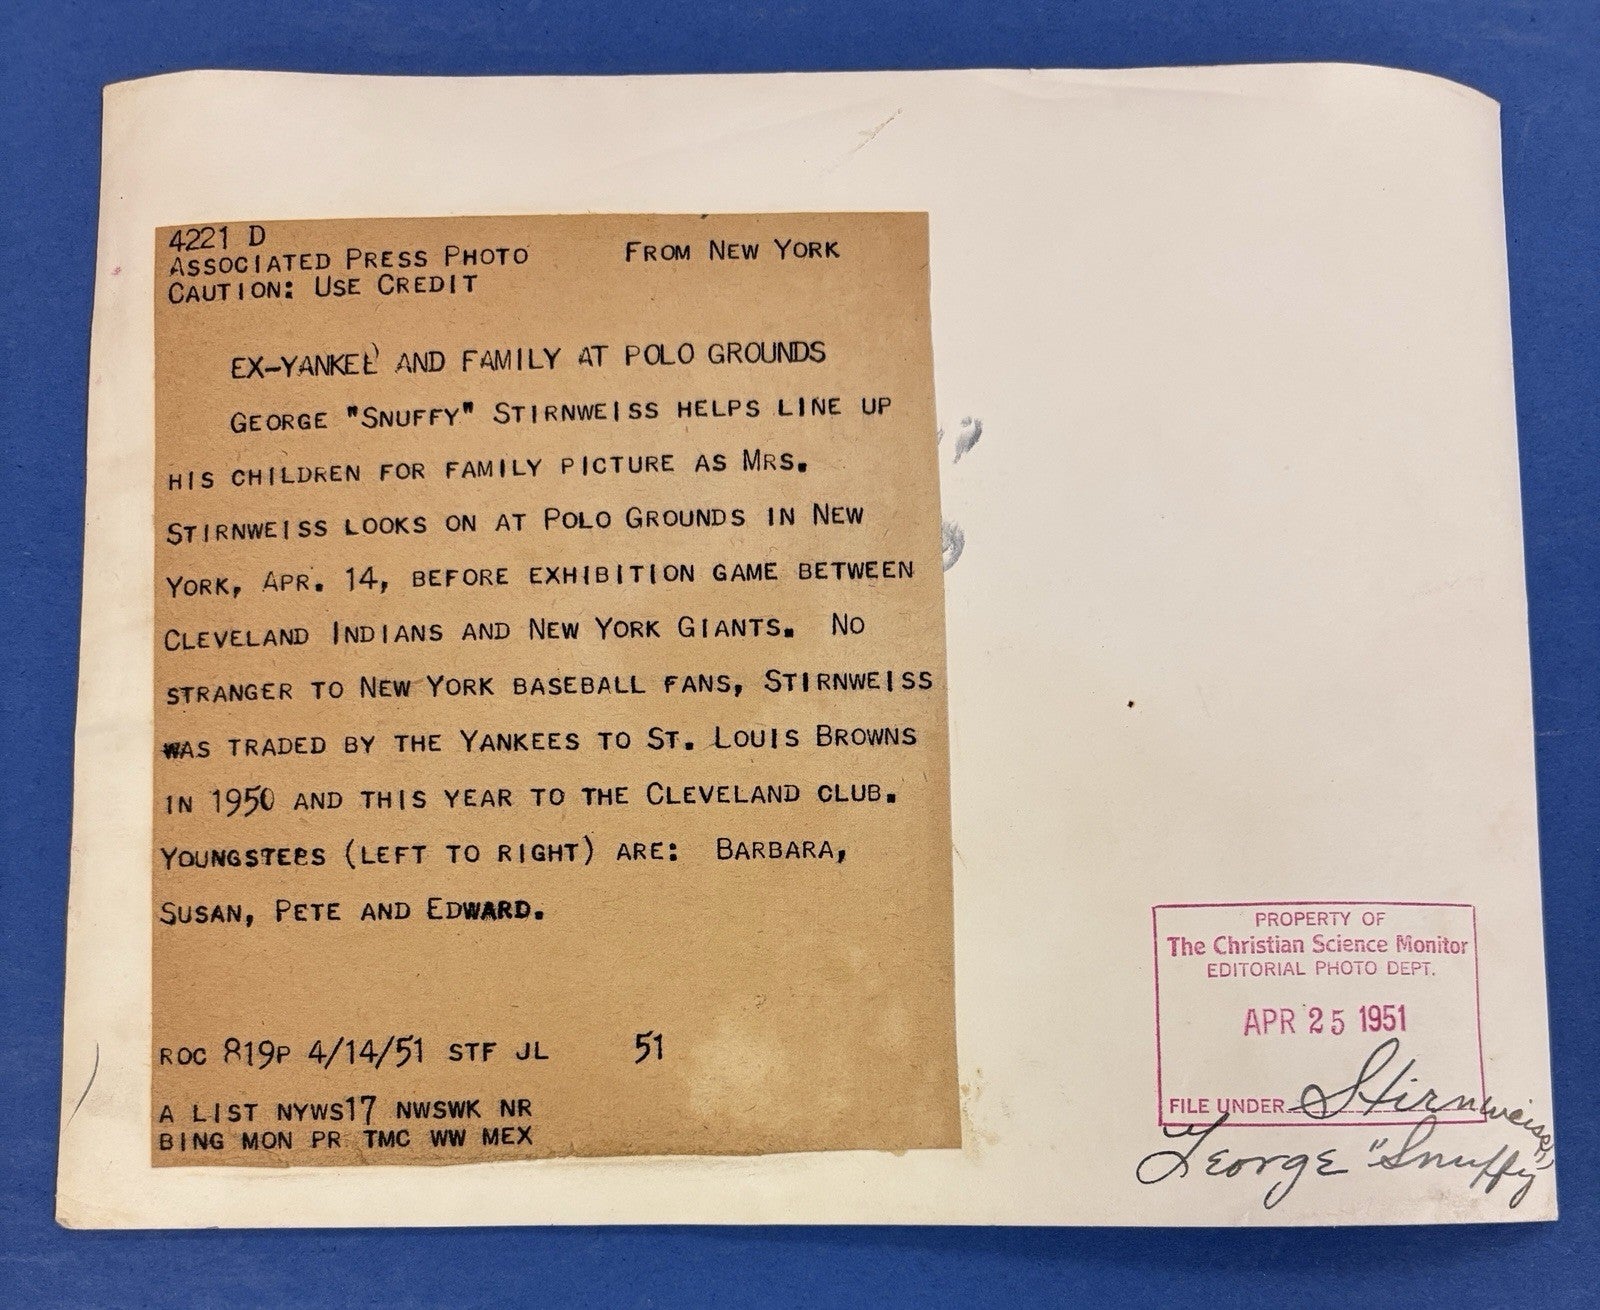 4221 D
ASSOCIATED PRESS PHOTO FROM NEW YORK
CAUTION: USE CREDIT
EX-YANKEE AND FAMILY AT POLO GROUNDS
GEORGE "SNUFFY" STIRNWEISS HELPS LINE UP
HIS CHILDREN FOR FAMILY PICTURE AS MRS.
STIRNWEISS LOOKS ON AT POLO GROUNDS IN NEW
YORK, APR. 14, BEFORE EXHIBITION GAME BETWEEN
CLEVELAND INDIANS AND NEW YORK GIANTS. NO
STRANGER TO NEW YORK BASEBALL FANS, STIRNWEISS
WAS TRADED BY THE YANKEES TO ST. LOUIS BROWNS
IN 1950 AND THIS YEAR TO THE CLEVELAND CLUB.
YOUNGSTERS (LEFT TO RIGHT) ARE: BARBARA,
SUSAN, PETE AND EDWARD.
ROC 819P 4/14/51 STF JL 51
A LIST NYWS17 NWSWK NR
BING MON PR TMC WW MEX
PROPERTY OF
The Christian Science Monitor
EDITORIAL PHOTO DEPT.
APR 25 1951
FILE UNDER Stirnweiss,
George "Snuffy"